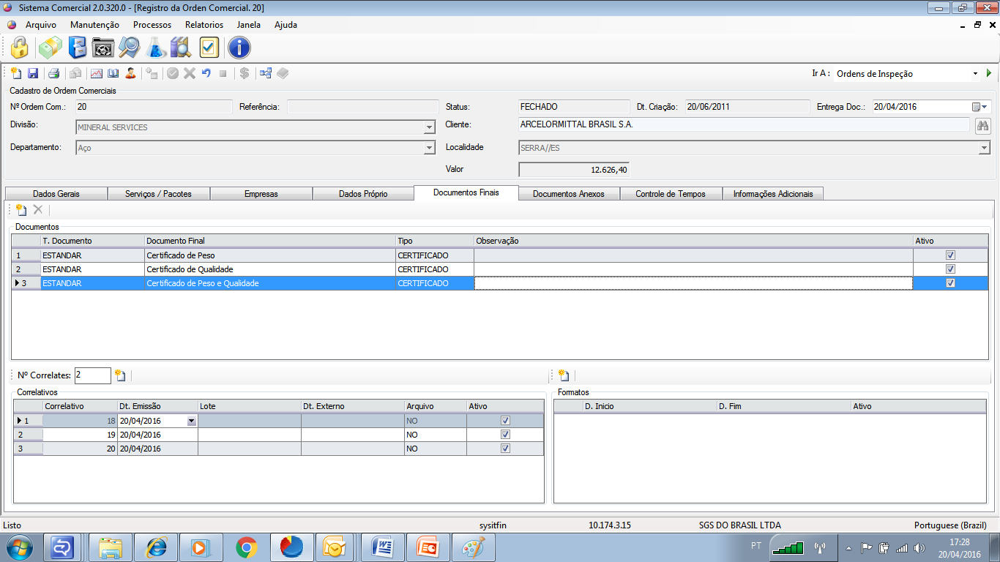 Sistema Comercial 2.0.320.0 - [Registro da Orden Comercial. 20]
Arquivo Manutenção Processos Relatorios Janela Ajuda
Ir A : Ordens de Inspeção
Cadastro de Ordem Comerciais
Nº Ordem Com.: 20 Referência: Status: FECHADO Dt. Criação: 20/06/2011 Entrega Doc.: 20/04/2016
Divisão: MINERAL SERVICES Cliente: ARCELORMITTAL BRASIL S.A.
Departamento: Aço Localidade SERRA//ES
Valor 12.626,40
Dados Gerais Serviços / Pacotes Empresas Dados Próprio Documentos Finais Documentos Anexos Controle de Tempos Informações Adicionais
Documentos
T. Documento Documento Final Tipo Observação Ativo
1 ESTANDAR Certificado de Peso CERTIFICADO
2 ESTANDAR Certificado de Qualidade CERTIFICADO
3 ESTANDAR Certificado de Peso e Qualidade CERTIFICADO
Nº Correlates: 2
Correlativos Formatos
Correlativo Dt. Emissão Lote Dt. Externo Arquivo Ativo D. Inicio D. Fim Ativo
1 18 20/04/2016 NO
2 19 20/04/2016 NO
3 20 20/04/2016 NO
Listo sysitfin 10.174.3.15 SGS DO BRASIL LTDA Portuguese (Brazil)
PT 17:28
20/04/2016